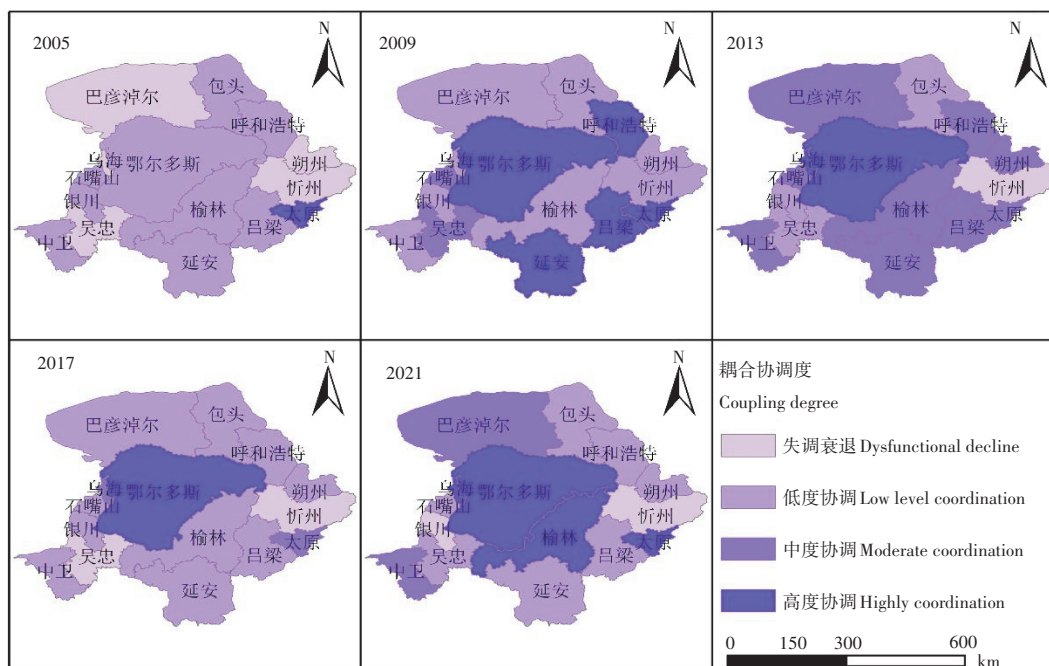 2005
N
包头
巴彦淖尔
呼和浩特
乌海
鄂尔多斯
朔州
石嘴山
忻州
银川
榆林
太原
吴忠
吕梁
中卫
延安
2009
N
包头
巴彦淖尔
呼和浩特
乌海
鄂尔多斯
朔州
石嘴山
忻州
银川
榆林
太原
吴忠
吕梁
中卫
延安
2013
N
包头
巴彦淖尔
呼和浩特
乌海
鄂尔多斯
朔州
石嘴山
忻州
银川
榆林
太原
吴忠
吕梁
中卫
延安
2017
N
包头
巴彦淖尔
呼和浩特
乌海
鄂尔多斯
朔州
石嘴山
忻州
银川
榆林
太原
吴忠
吕梁
中卫
延安
2021
N
包头
巴彦淖尔
呼和浩特
乌海
鄂尔多斯
朔州
石嘴山
忻州
银川
榆林
太原
吴忠
吕梁
中卫
延安
耦合协调度
Coupling degree
失调衰退 Dysfunctional decline
低度协调 Low level coordination
中度协调 Moderate coordination
高度协调 Highly coordination
0 150 300 600
km